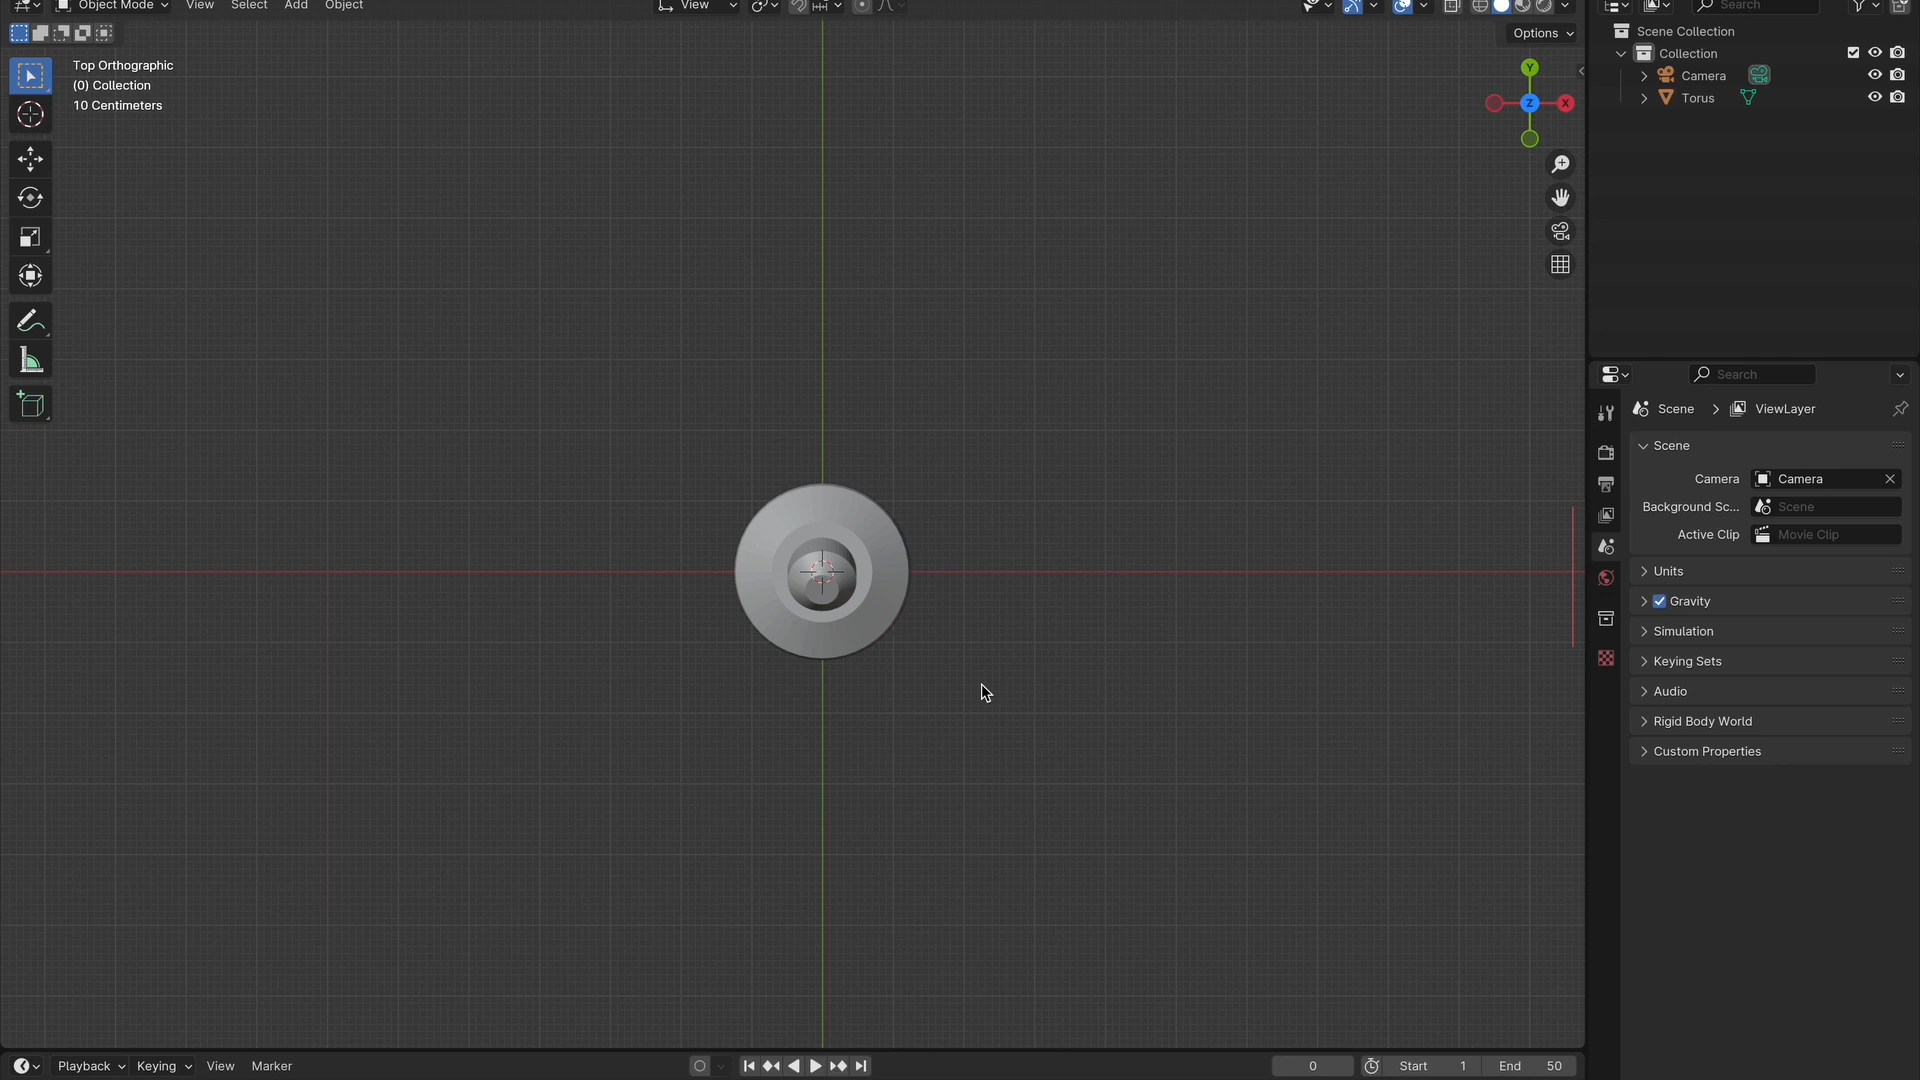 Object Mode View Select Add Object View Search
Options
Top Orthographic
(0) Collection
10 Centimeters
Y
Z X
Scene Collection
Collection
Camera
Torus
Search
Scene ViewLayer
Scene
Camera Camera
Background Sc... Scene
Active Clip Movie Clip
Units
Gravity
Simulation
Keying Sets
Audio
Rigid Body World
Custom Properties
Playback Keying View Marker 0 Start 1 End 50